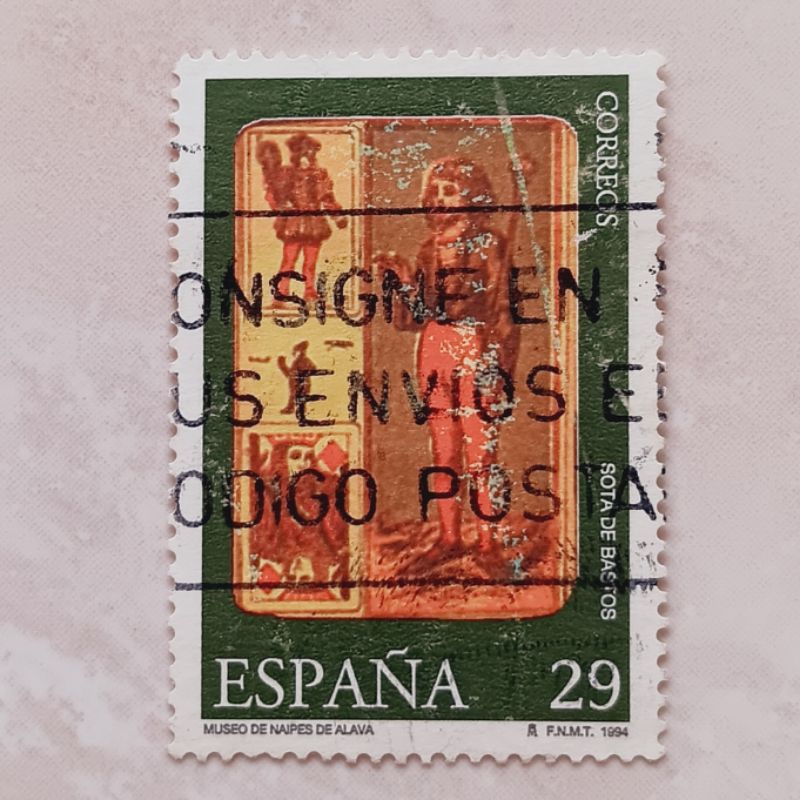 CORREOS
ONSIGNE EN
US ENVIOS E
ODIGO POSTA
SOTA DE BASTOS
ESPAÑA 29
MUSEO DE NAIPES DE ALAVA
F.N.M.T. 1994